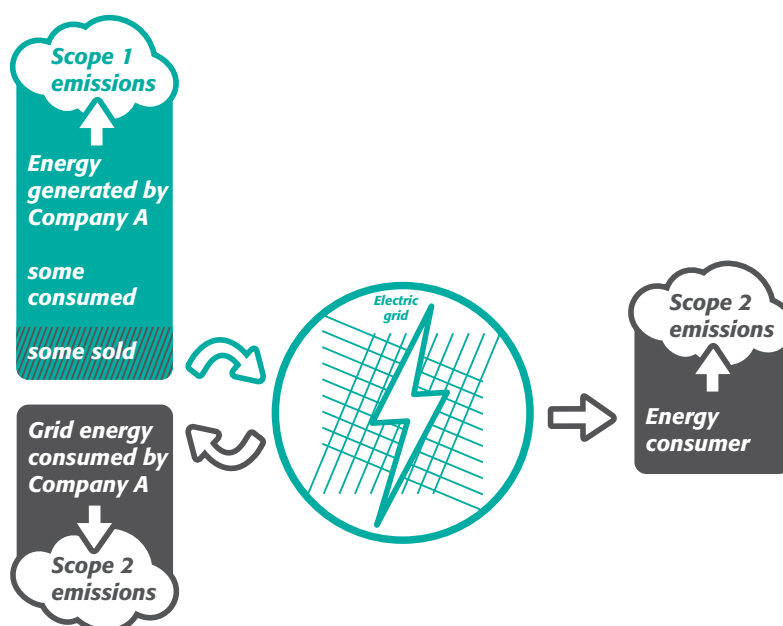 Scope 1
emissions
Energy
generated by
Company A
some
consumed
some sold
Grid energy
consumed by
Company A
Scope 2
emissions
Electric
grid
Scope 2
emissions
Energy
consumer